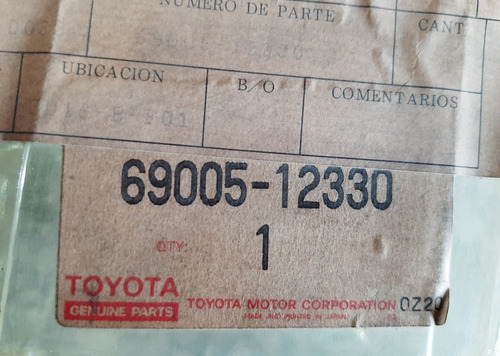 NUMERO DE PARTE
CANT
UBICACION
B/O
COMENTARIOS
69005-12330
QTY: 1
TOYOTA
GENUINE PARTS
TOYOTA MOTOR CORPORATION
MADE AND PRINTED IN JAPAN